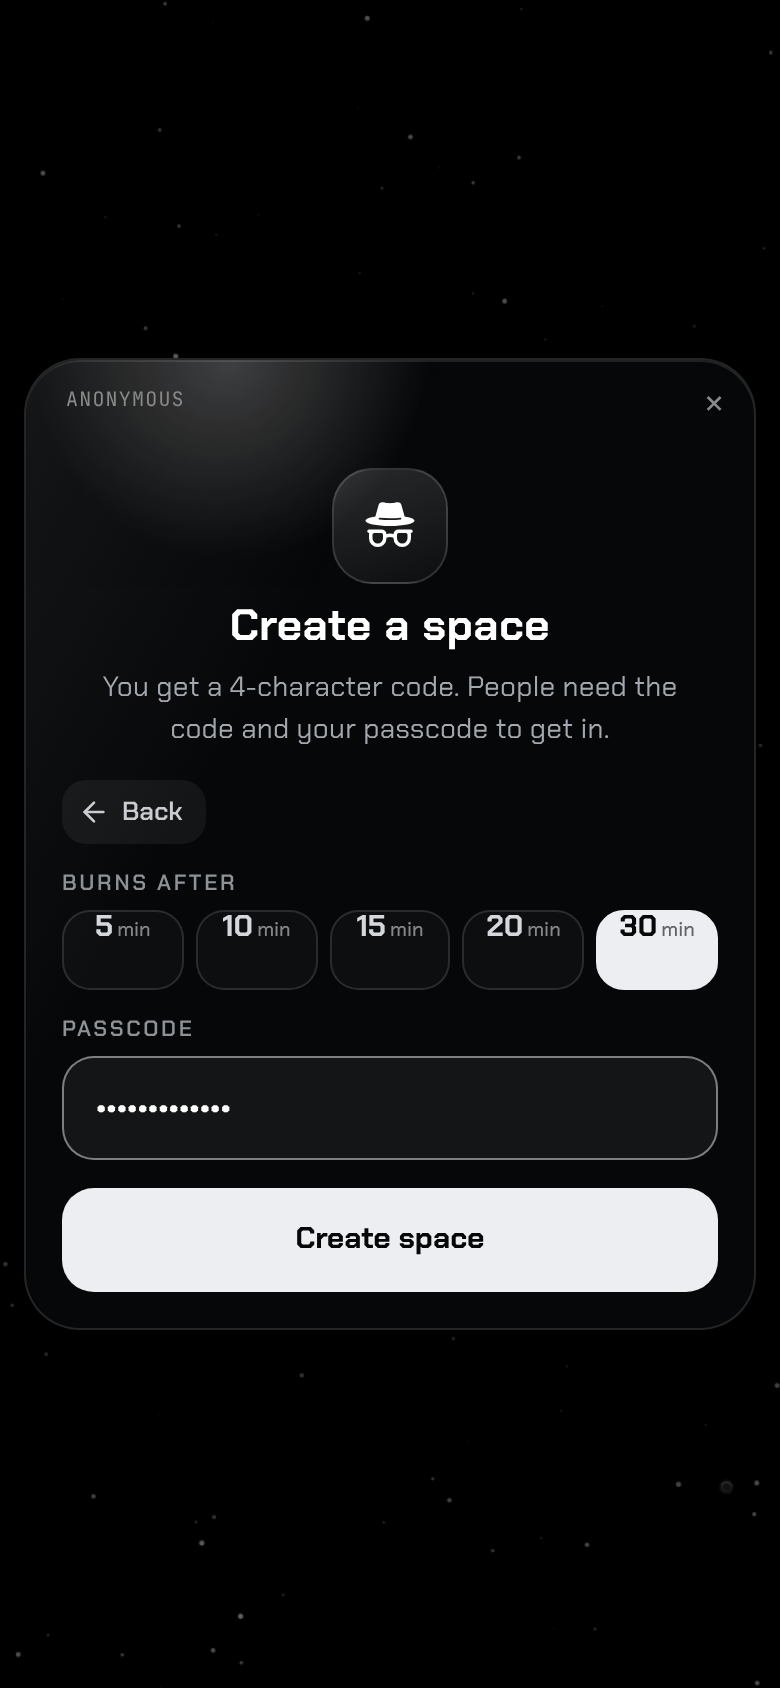 ANONYMOUS
Create a space
You get a 4-character code. People need the
code and your passcode to get in.
Back
BURNS AFTER
5 min 10 min 15 min 20 min 30 min
PASSCODE
•••••••••••••
Create space